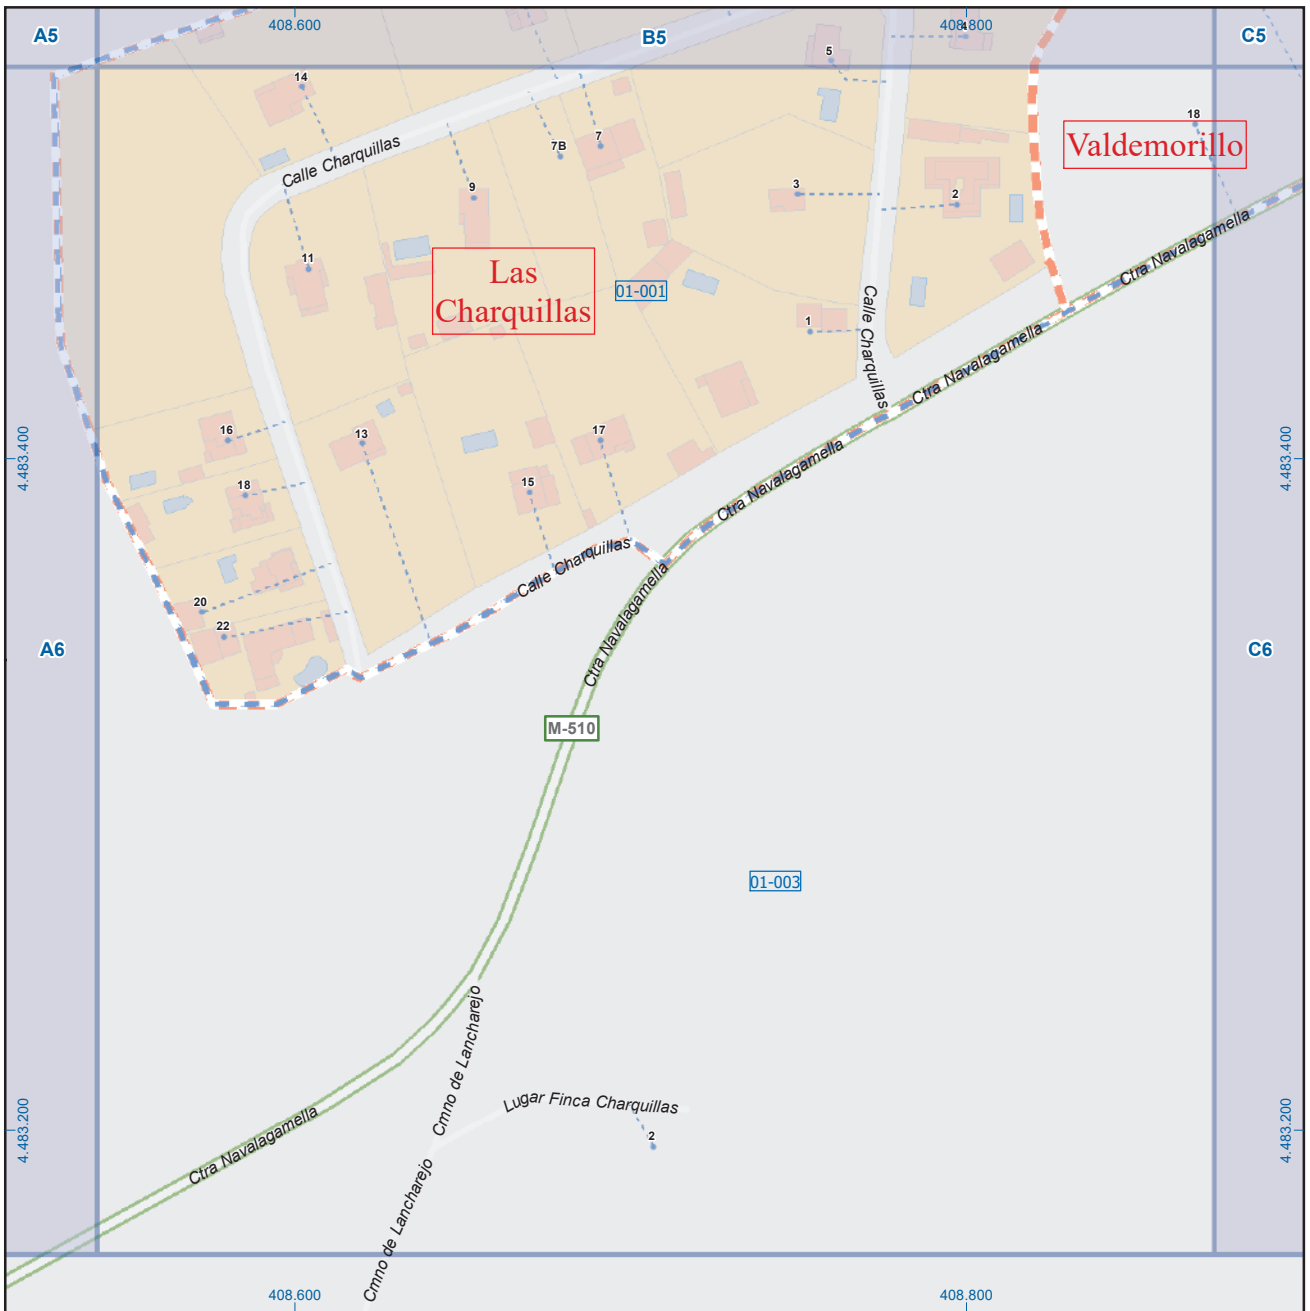 408.600
408.800
A5
B5
C5
4
5
14
18
Valdemorillo
7
7B
Calle Charquillas
3
2
9
Ctra Navalagamella
11
Las
Charquillas
01-001
Calle Charquillas
1
Ctra Navalagamella
16
13
17
4.483.400
4.483.400
Ctra Navalagamella
18
15
Calle Charquillas
20
22
Ctra Navalagamella
A6
C6
M-510
01-003
Cmno de Lancharejo
Lugar Finca Charquillas
2
4.483.200
4.483.200
Ctra Navalagamella
Cmno de Lancharejo
408.600
408.800